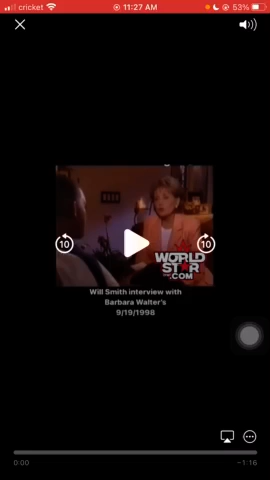 cricket 11:27 AM 53%
10 10
WORLD
STAR
.COM
Will Smith interview with
Barbara Walter's
9/19/1998
0:00 -1:16